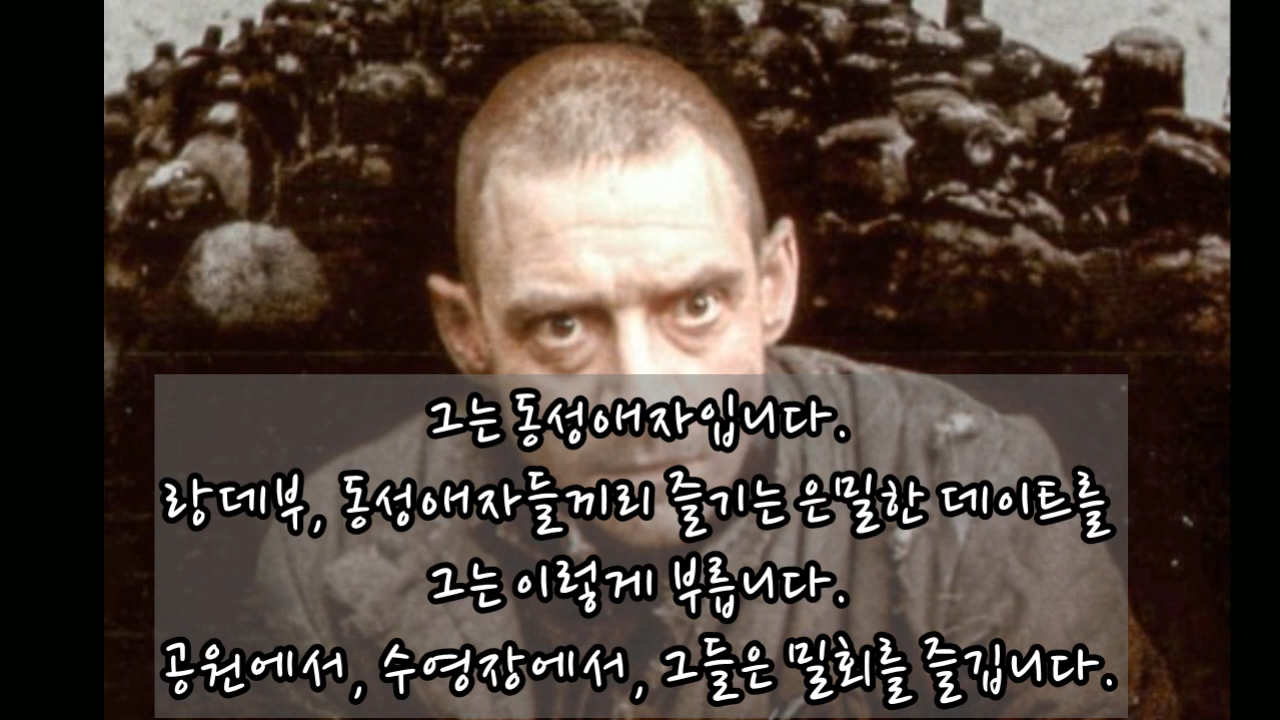 그는 동성애자입니다.
랑데부, 동성애자들끼리 즐기는 은밀한 데이트를
그는 이렇게 부릅니다.
공원에서, 수영장에서, 그들은 밀회를 즐깁니다.